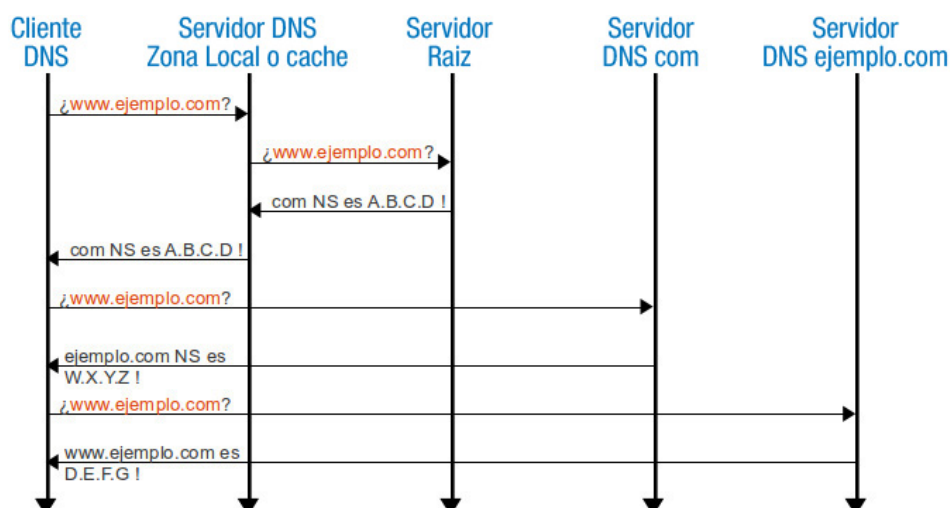 Cliente
DNS
Servidor DNS
Zona Local o cache
Servidor
Raiz
Servidor
DNS com
Servidor
DNS ejemplo.com
¿www.ejemplo.com?
¿www.ejemplo.com?
com NS es A.B.C.D !
com NS es A.B.C.D !
¿www.ejemplo.com?
ejemplo.com NS es
W.X.Y.Z !
¿www.ejemplo.com?
www.ejemplo.com es
D.E.F.G !